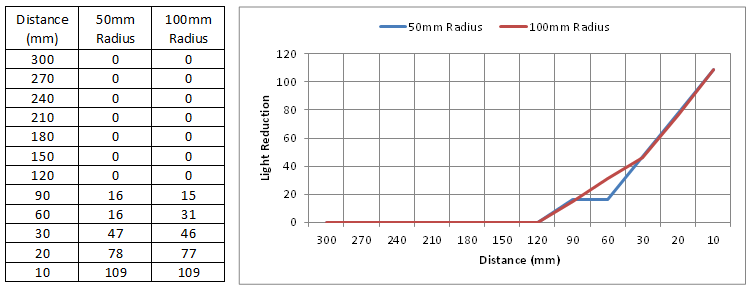 Distance (mm) 50mm Radius 100mm Radius
300 0 0
270 0 0
240 0 0
210 0 0
180 0 0
150 0 0
120 0 0
90 16 15
60 16 31
30 47 46
20 78 77
10 109 109
50mm Radius 100mm Radius
Light Reduction
120
100
80
60
40
20
0
300 270 240 210 180 150 120 90 60 30 20 10
Distance (mm)